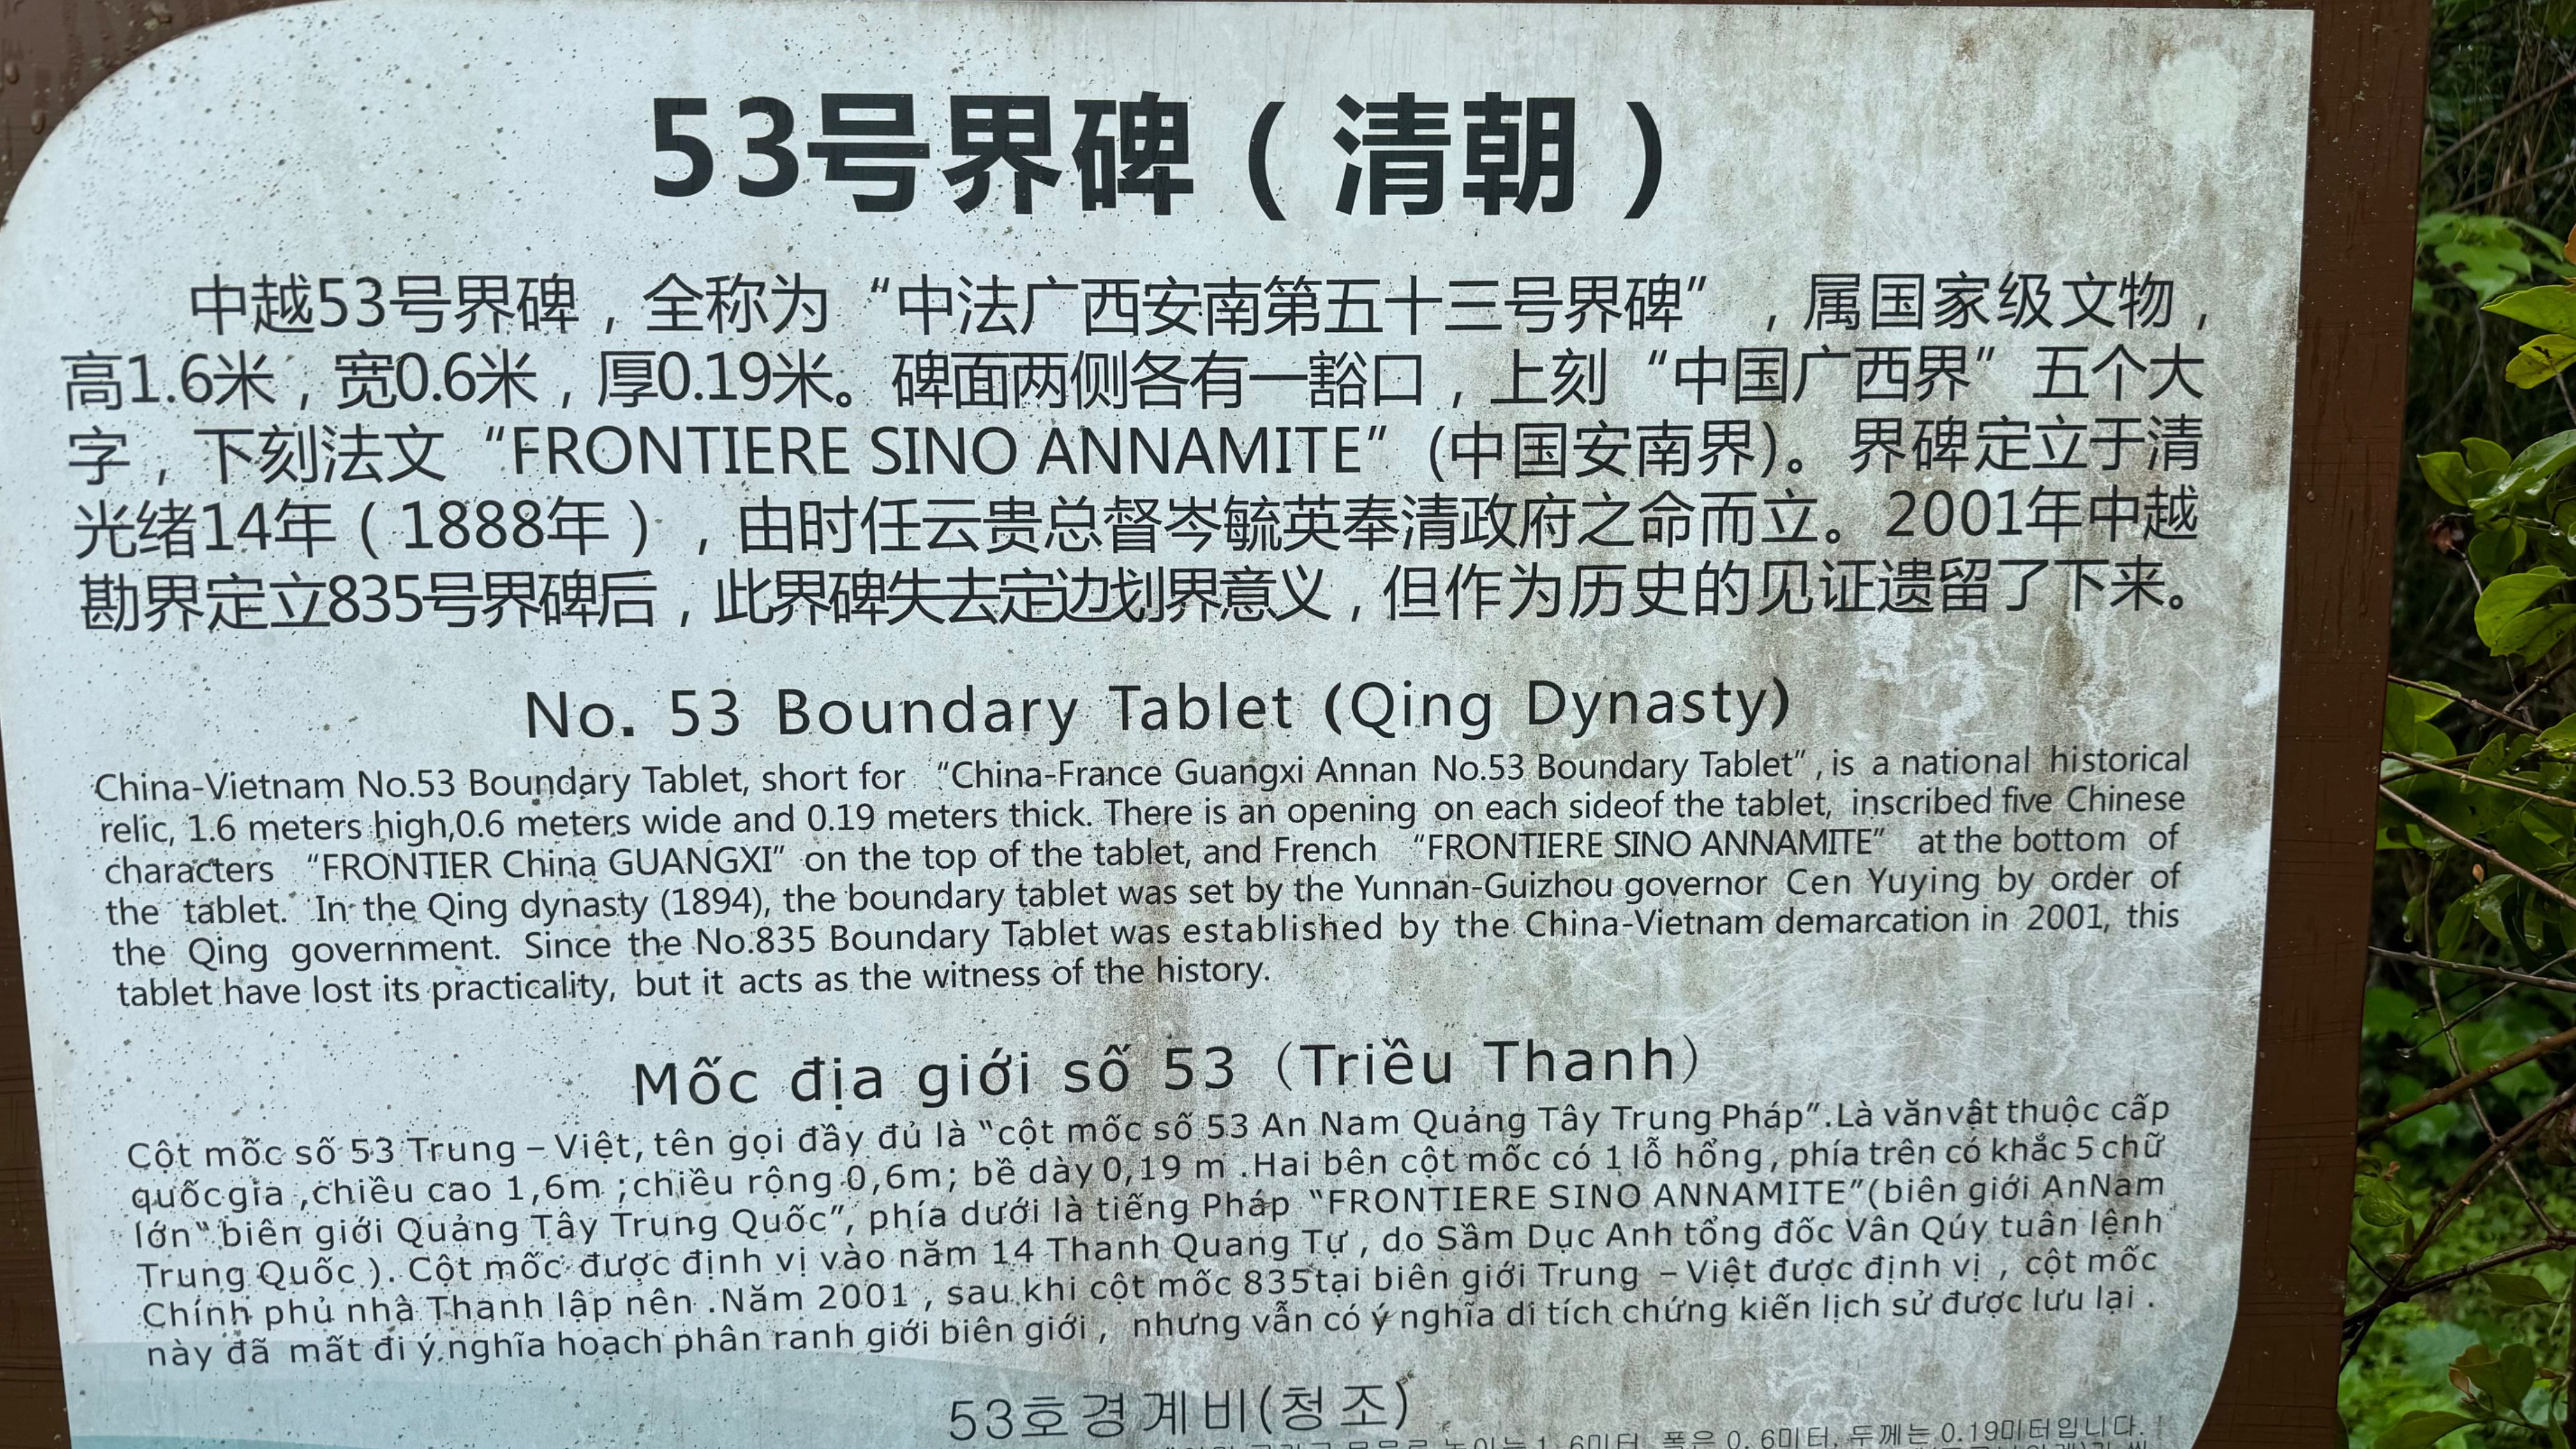 53号界碑（清朝）
中越53号界碑，全称为“中法广西安南第五十三号界碑”，属国家级文物，
高1.6米，宽0.6米，厚0.19米。碑面两侧各有一豁口，上刻“中国广西界”五个大
字，下刻法文“FRONTIERE SINO ANNAMITE”(中国安南界)。界碑定立于清
光绪14年（1888年），由时任云贵总督岑毓英奉清政府之命而立。2001年中越
勘界定立835号界碑后，此界碑失去定边划界意义，但作为历史的见证遗留了下来。
No. 53 Boundary Tablet (Qing Dynasty)
China-Vietnam No.53 Boundary Tablet, short for “China-France Guangxi Annan No.53 Boundary Tablet”, is a national historical
relic, 1.6 meters high,0.6 meters wide and 0.19 meters thick. There is an opening on each sideof the tablet, inscribed five Chinese
characters “FRONTIER China GUANGXI” on the top of the tablet, and French “FRONTIERE SINO ANNAMITE” at the bottom of
the tablet. In the Qing dynasty (1894), the boundary tablet was set by the Yunnan-Guizhou governor Cen Yuying by order of
the Qing government. Since the No.835 Boundary Tablet was established by the China-Vietnam demarcation in 2001, this
tablet have lost its practicality, but it acts as the witness of the history.
Mốc địa giới số 53（Triều Thanh）
Cột mốc số 53 Trung – Việt, tên gọi đầy đủ là “cột mốc số 53 An Nam Quảng Tây Trung Pháp”.Là vănvật thuộc cấp
quốcgia ,chiều cao 1,6m ;chiều rộng 0,6m; bề dày 0,19 m .Hai bên cột mốc có 1 lỗ hổng, phía trên có khắc 5 chữ
lớn“ biên giới Quảng Tây Trung Quốc”, phía dưới là tiếng Pháp “FRONTIERE SINO ANNAMITE”(biên giới AnNam
Trung Quốc ). Cột mốc được định vị vào năm 14 Thanh Quang Tự , do Sầm Dục Anh tổng đốc Vân Qúy tuân lệnh
Chính phủ nhà Thanh lập nên .Năm 2001 , sau khi cột mốc 835tại biên giới Trung – Việt được định vị , cột mốc
này đã mất đi ý nghĩa hoạch phân ranh giới biên giới , nhưng vẫn có ý nghĩa di tích chứng kiến lịch sử được lưu lại .
53호경계비(청조)
1. 6미터, 폭은 0. 6미터, 두께는 0.19미터입니다.